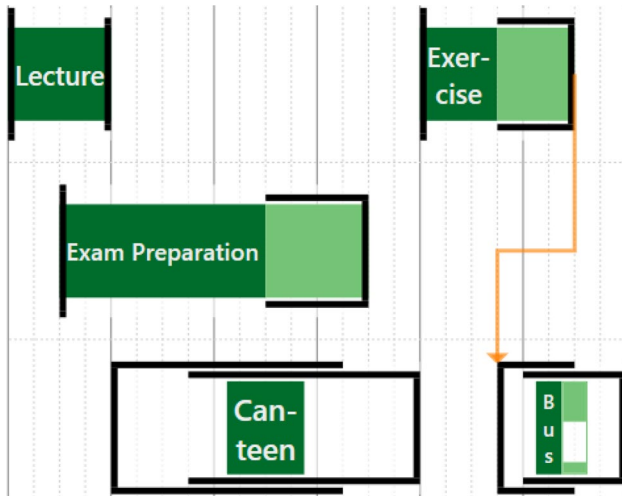 Lecture
Exer-
cise
Exam Preparation
Can-
teen
B
u
s